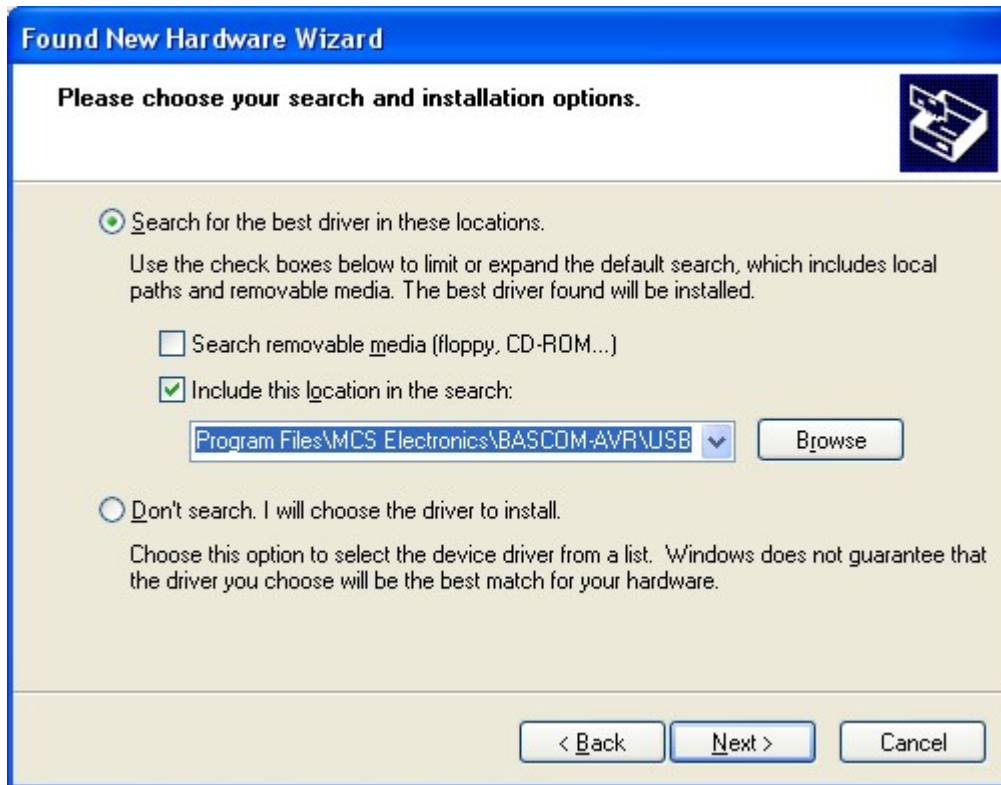 Found New Hardware Wizard
Please choose your search and installation options.
Search for the best driver in these locations.
Use the check boxes below to limit or expand the default search, which includes local
paths and removable media. The best driver found will be installed.
Search removable media (floppy, CD-ROM...)
Include this location in the search:
Program Files\MCS Electronics\BASCOM-AVR\USB
Browse
Don't search. I will choose the driver to install.
Choose this option to select the device driver from a list. Windows does not guarantee that
the driver you choose will be the best match for your hardware.
< Back
Next >
Cancel